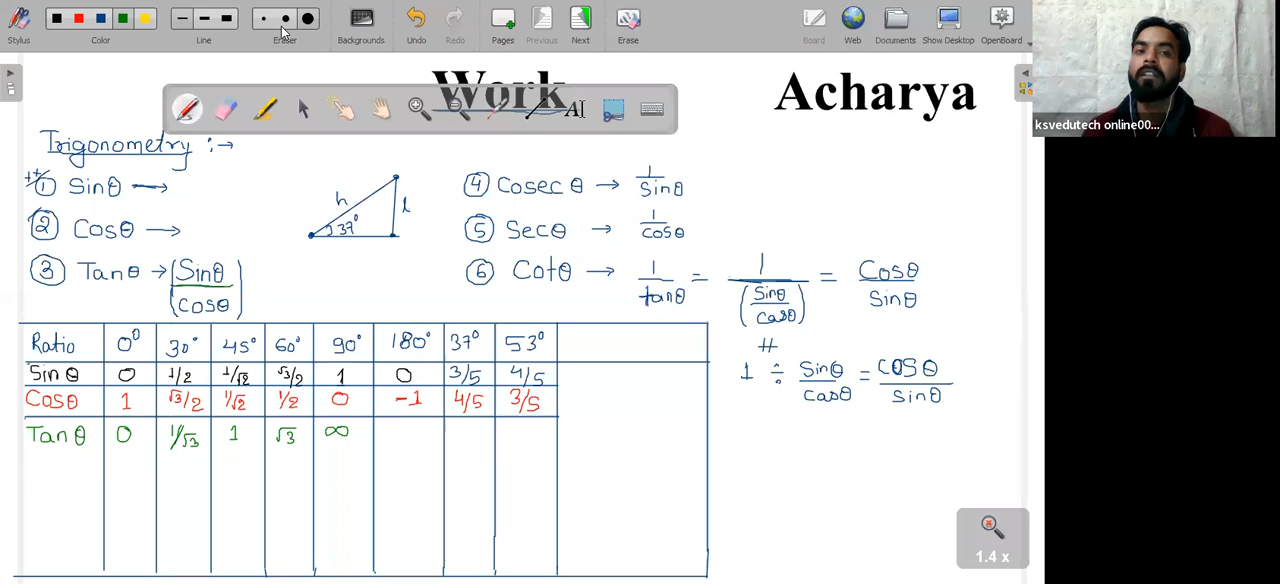 Stylus
Color
Line
Eraser
Backgrounds
Undo
Redo
Pages
Previous
Next
Erase
Board
Web
Documents
Show Desktop
OpenBoard
ksvedutech online00...
Work
Acharya
Trigonometry :→
① Sinθ →
② Cosθ →
③ Tanθ → (Sinθ/cosθ)
h
l
37°
④ Cosec θ → 1/Sinθ
⑤ Secθ → 1/cosθ
⑥ Cotθ → 1/tanθ = 1/(Sinθ/cosθ) = Cosθ/Sinθ
#
1 ÷ Sinθ/cosθ = cosθ/sinθ
Ratio 0° 30° 45° 60° 90° 180° 37° 53°
Sin θ 0 1/2 1/√2 √3/2 1 0 3/5 4/5
Cosθ 1 √3/2 1/√2 1/2 0 -1 4/5 3/5
Tan θ 0 1/√3 1 √3 ∞
1.4 x